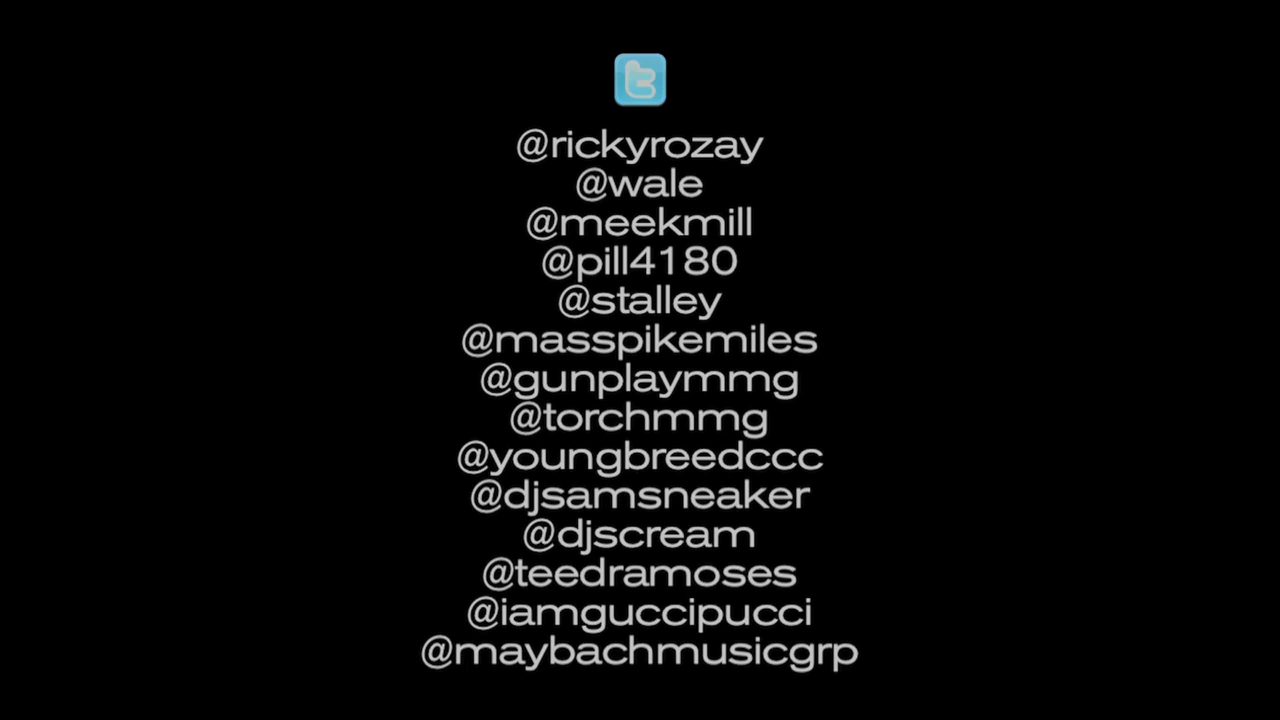 @rickyrozay
@wale
@meekmill
@pill4180
@stalley
@masspikemiles
@gunplaymmg
@torchmmg
@youngbreedccc
@djsamsneaker
@djscream
@teedramoses
@iamguccipucci
@maybachmusicgrp